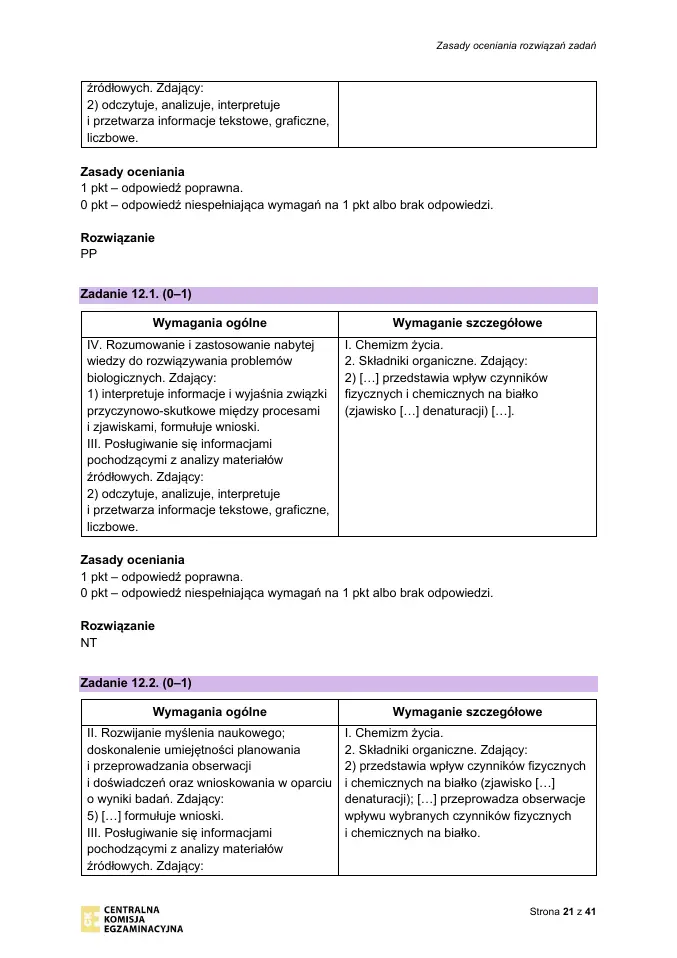 Zasady oceniania rozwiązań zadań
źródłowych. Zdający:
2) odczytuje, analizuje, interpretuje
i przetwarza informacje tekstowe, graficzne,
liczbowe.
Zasady oceniania
1 pkt – odpowiedź poprawna.
0 pkt – odpowiedź niespełniająca wymagań na 1 pkt albo brak odpowiedzi.
Rozwiązanie
PP
Zadanie 12.1. (0–1)
Wymagania ogólne
IV. Rozumowanie i zastosowanie nabytej
wiedzy do rozwiązywania problemów
biologicznych. Zdający:
1) interpretuje informacje i wyjaśnia związki
przyczynowo-skutkowe między procesami
i zjawiskami, formułuje wnioski.
III. Posługiwanie się informacjami
pochodzącymi z analizy materiałów
źródłowych. Zdający:
2) odczytuje, analizuje, interpretuje
i przetwarza informacje tekstowe, graficzne,
liczbowe.
Wymaganie szczegółowe
I. Chemizm życia.
2. Składniki organiczne. Zdający:
2) […] przedstawia wpływ czynników
fizycznych i chemicznych na białko
(zjawisko […] denaturacji) […].
Zasady oceniania
1 pkt – odpowiedź poprawna.
0 pkt – odpowiedź niespełniająca wymagań na 1 pkt albo brak odpowiedzi.
Rozwiązanie
NT
Zadanie 12.2. (0–1)
Wymagania ogólne
II. Rozwijanie myślenia naukowego;
doskonalenie umiejętności planowania
i przeprowadzania obserwacji
i doświadczeń oraz wnioskowania w oparciu
o wyniki badań. Zdający:
5) […] formułuje wnioski.
III. Posługiwanie się informacjami
pochodzącymi z analizy materiałów
źródłowych. Zdający:
Wymaganie szczegółowe
I. Chemizm życia.
2. Składniki organiczne. Zdający:
2) przedstawia wpływ czynników fizycznych
i chemicznych na białko (zjawisko […]
denaturacji); […] przeprowadza obserwacje
wpływu wybranych czynników fizycznych
i chemicznych na białko.
CKE
CENTRALNA
KOMISJA
EGZAMINACYJNA
Strona 21 z 41